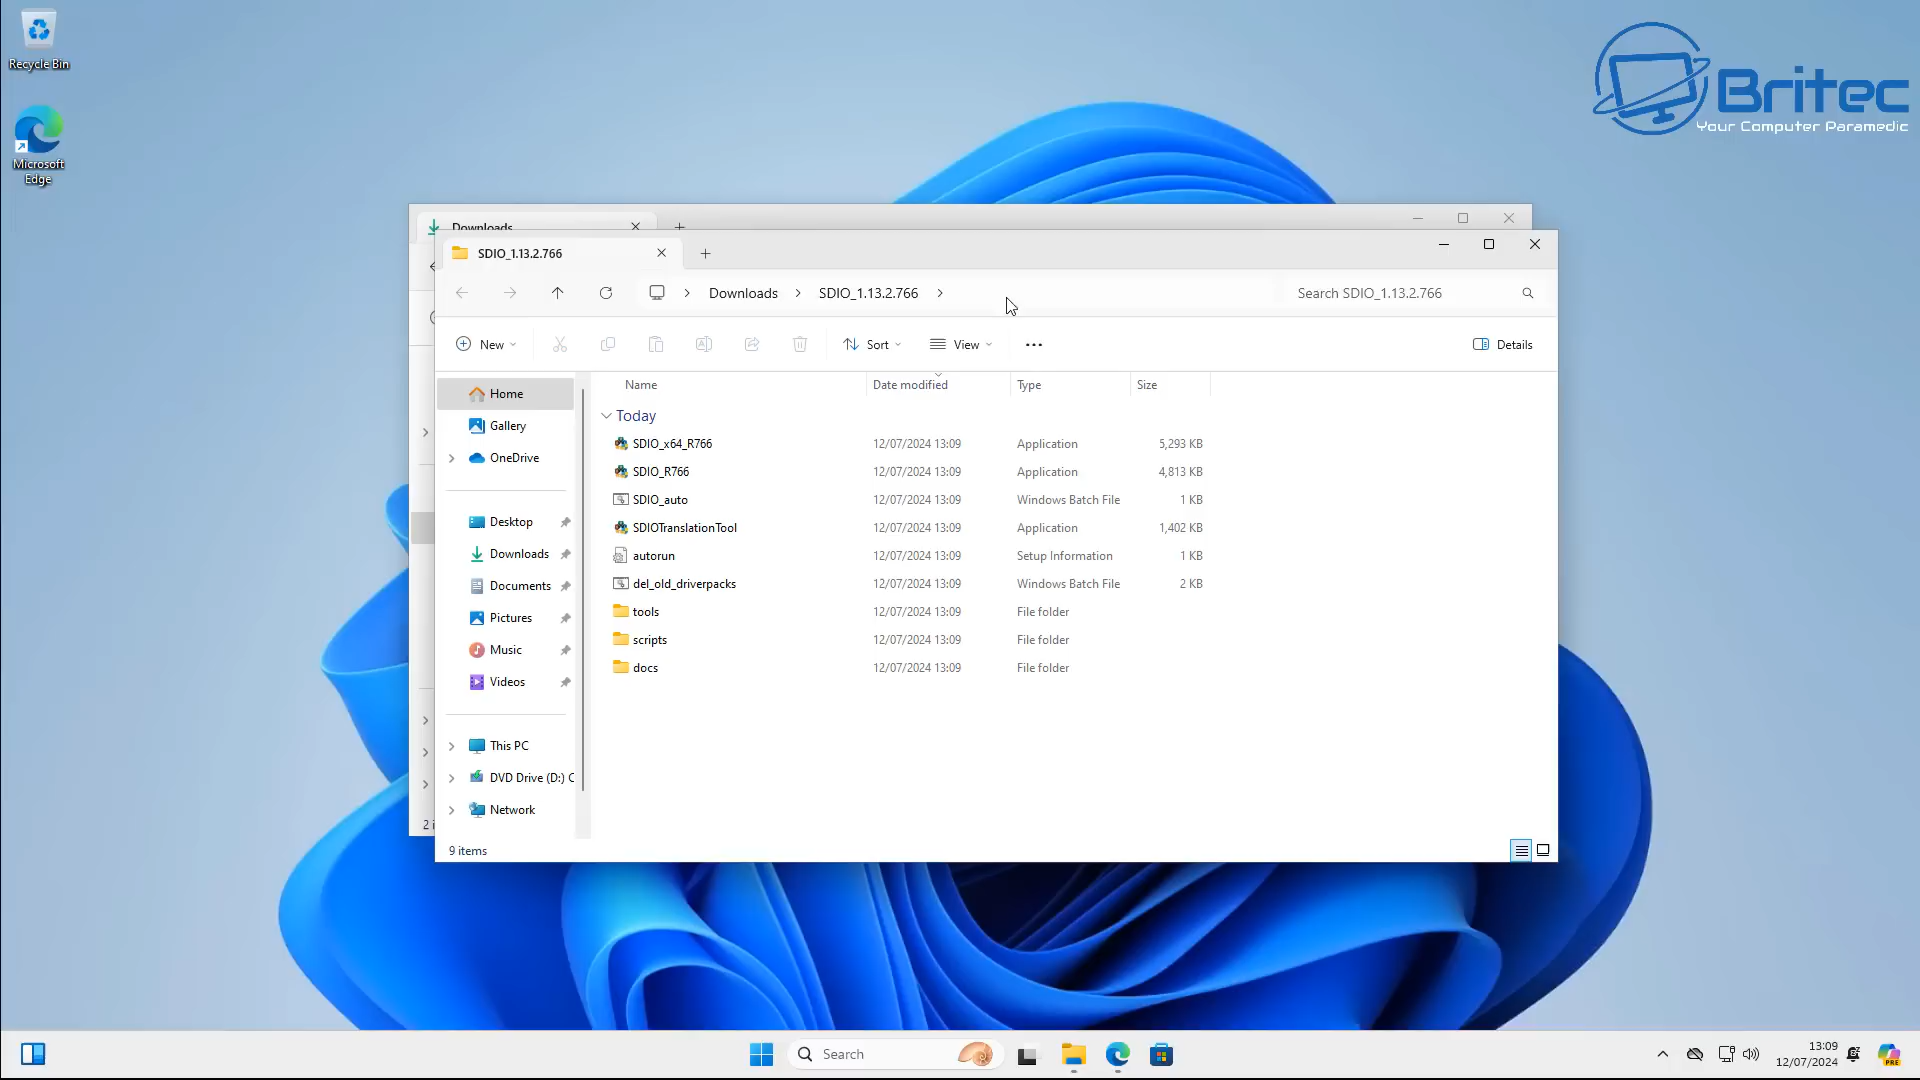 Recycle Bin
Microsoft
Edge
Britec
Your Computer Paramedic
Downloads
SDIO_1.13.2.766
Downloads
SDIO_1.13.2.766
Search SDIO_1.13.2.766
New
Sort
View
Details
Name
Date modified
Type
Size
Home
Gallery
OneDrive
Desktop
Downloads
Documents
Pictures
Music
Videos
This PC
DVD Drive (D:) C
Network
Today
SDIO_x64_R766 12/07/2024 13:09 Application 5,293 KB
SDIO_R766 12/07/2024 13:09 Application 4,813 KB
SDIO_auto 12/07/2024 13:09 Windows Batch File 1 KB
SDIOTranslationTool 12/07/2024 13:09 Application 1,402 KB
autorun 12/07/2024 13:09 Setup Information 1 KB
del_old_driverpacks 12/07/2024 13:09 Windows Batch File 2 KB
tools 12/07/2024 13:09 File folder
scripts 12/07/2024 13:09 File folder
docs 12/07/2024 13:09 File folder
2 i
9 items
Search
13:09
12/07/2024
PRE